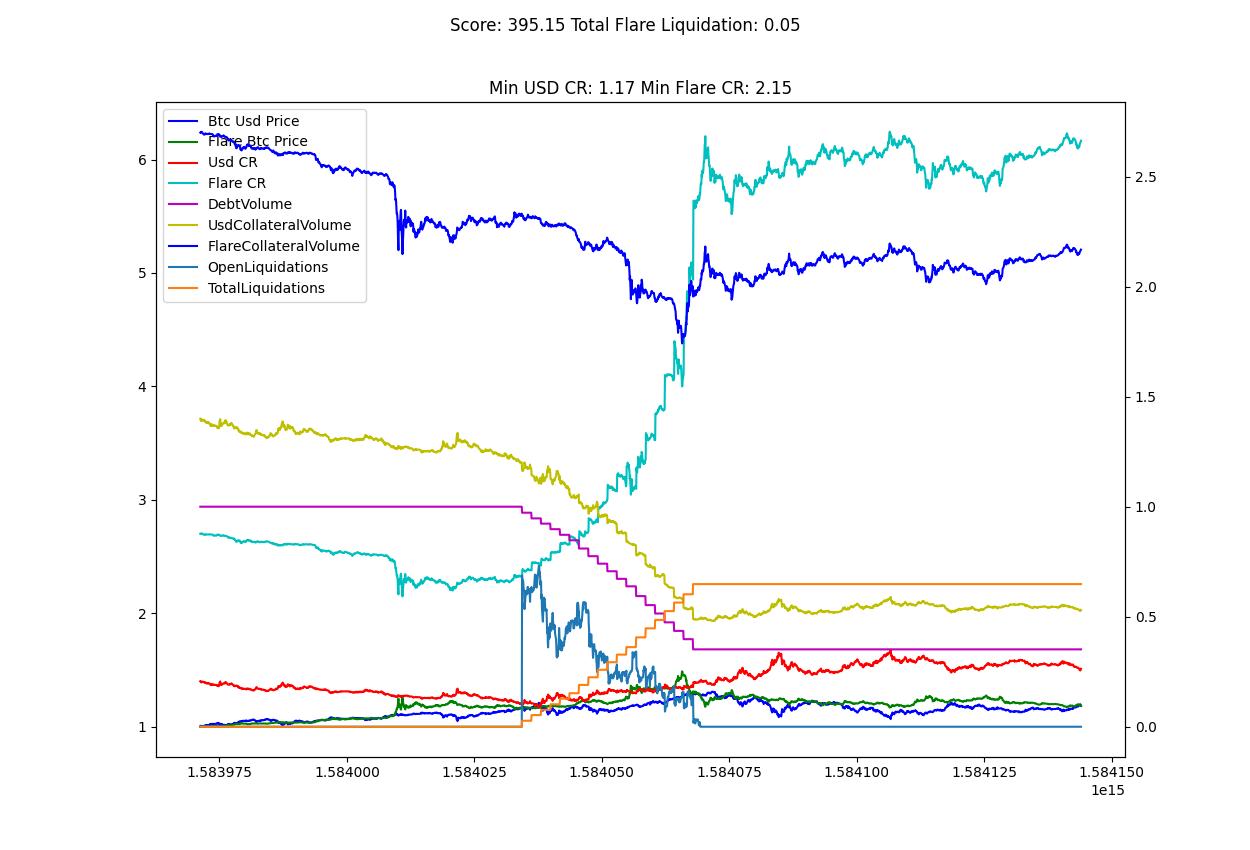 Score: 395.15 Total Flare Liquidation: 0.05
Min USD CR: 1.17 Min Flare CR: 2.15
Btc Usd Price
Flare Btc Price
Usd CR
Flare CR
DebtVolume
UsdCollateralVolume
FlareCollateralVolume
OpenLiquidations
TotalLiquidations
6
5
4
3
2
1
2.5
2.0
1.5
1.0
0.5
0.0
1.583975 1.584000 1.584025 1.584050 1.584075 1.584100 1.584125 1.584150
1e15